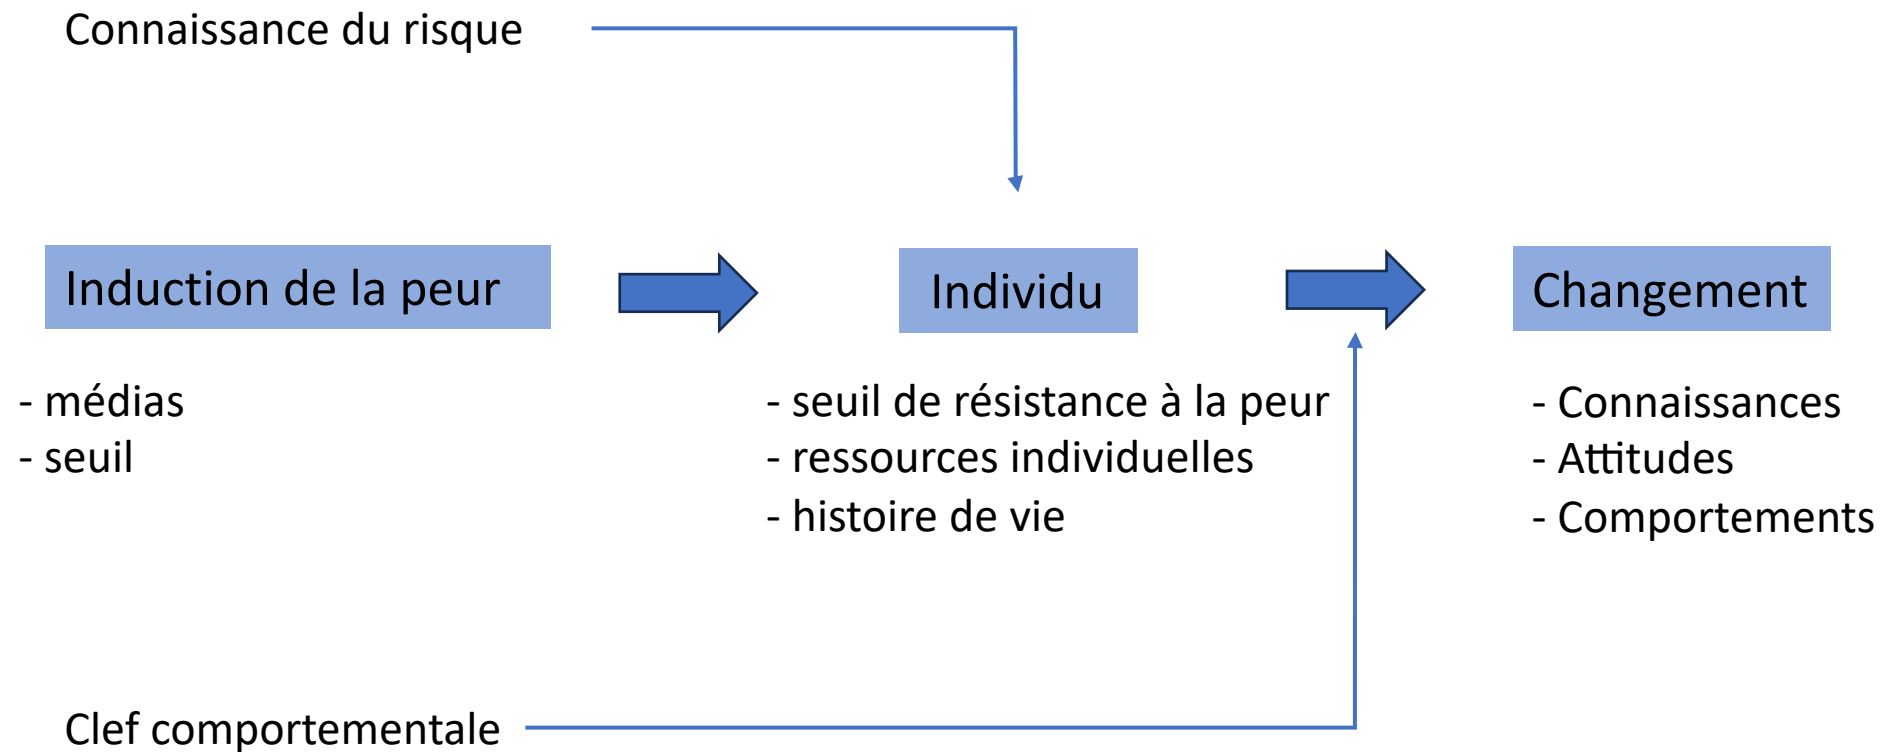 Connaissance du risque
Induction de la peur
Individu
Changement
- médias
- seuil
- seuil de résistance à la peur
- ressources individuelles
- histoire de vie
- Connaissances
- Attitudes
- Comportements
Clef comportementale